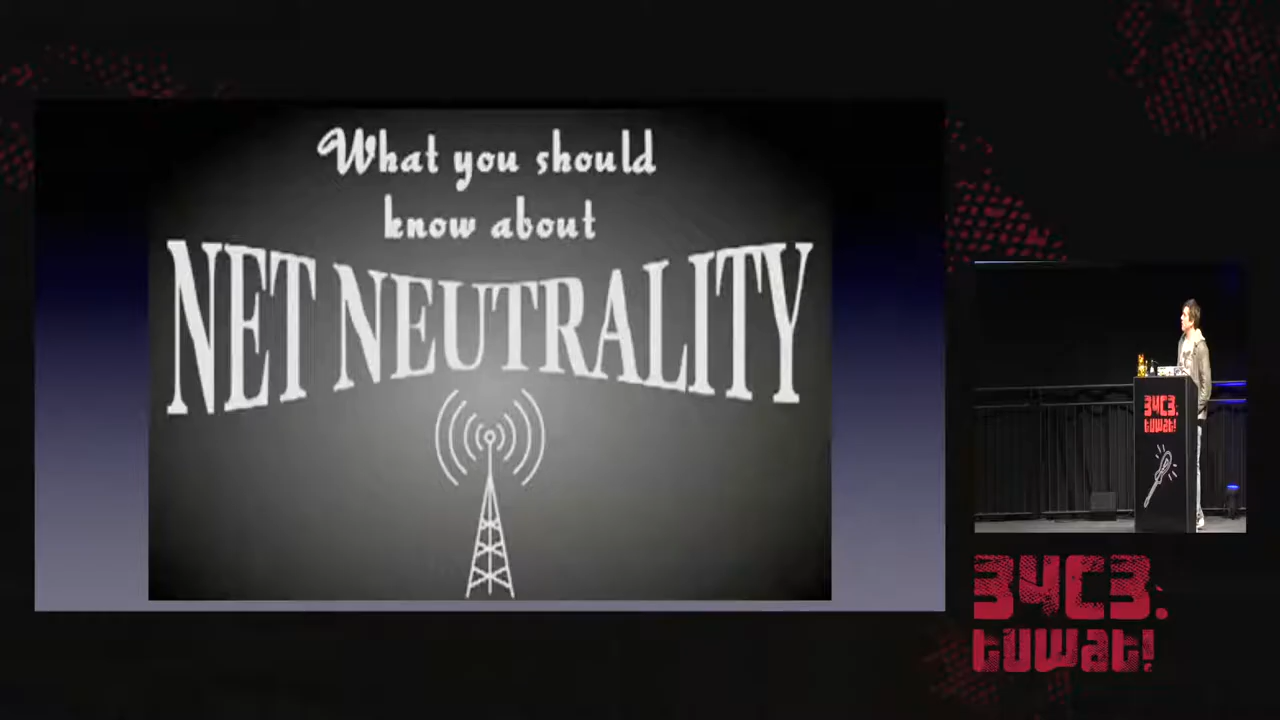 What you should
know about
NET NEUTRALITY
34C3.
tuwat!
34C3.
tuwat!